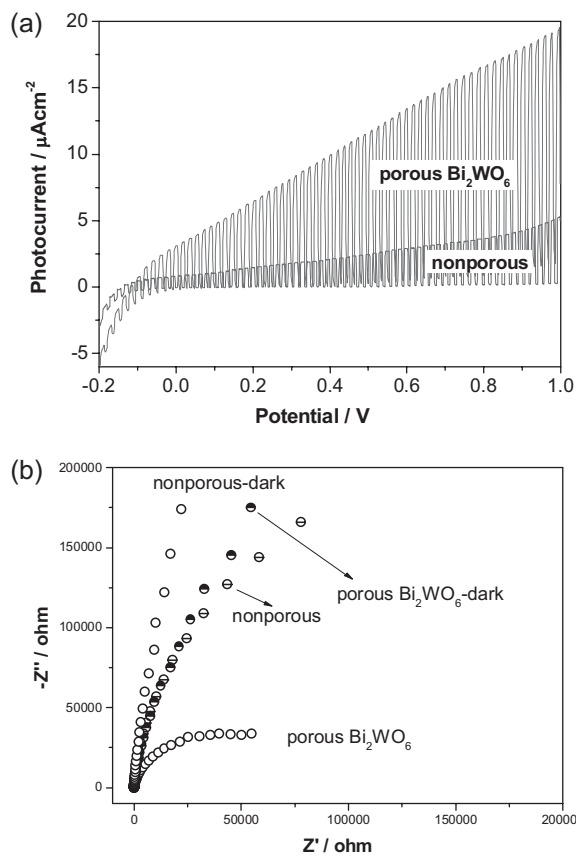 (a)
20
15
10
5
0
-5
Photocurrent / μAcm⁻²
porous Bi₂WO₆
nonporous
-0.2 0.0 0.2 0.4 0.6 0.8 1.0
Potential / V
(b)
200000
150000
100000
50000
0
-Z'' / ohm
nonporous-dark
porous Bi₂WO₆-dark
nonporous
porous Bi₂WO₆
0 50000 100000 150000 20000
Z' / ohm